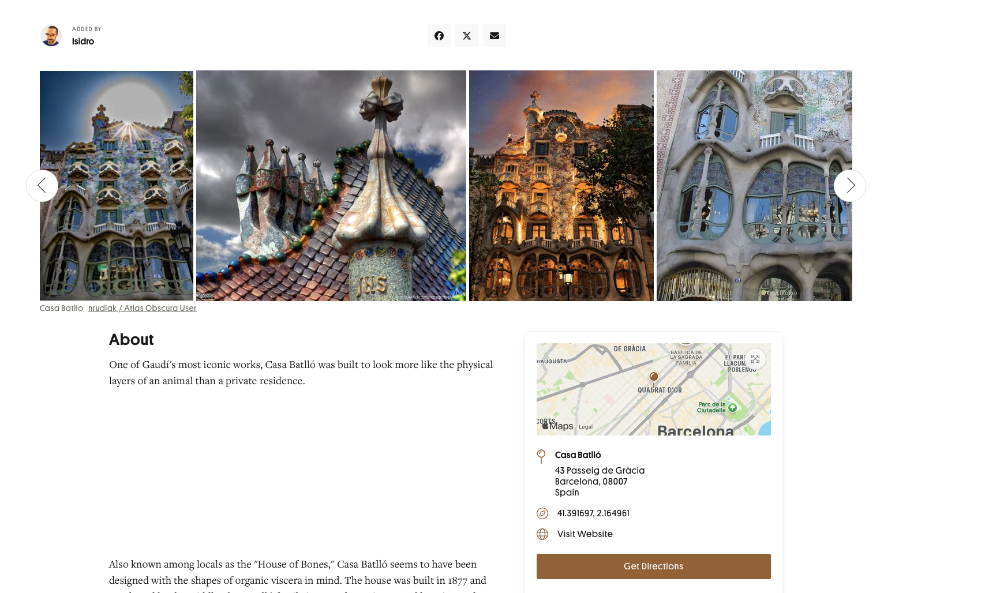 ADDED BY
Isidro
JHS
43
Casa Batllo nrudiak / Atlas Obscura User
About
One of Gaudí's most iconic works, Casa Batlló was built to look more like the physical
layers of an animal than a private residence.
Also known among locals as the "House of Bones," Casa Batlló seems to have been
designed with the shapes of organic viscera in mind. The house was built in 1877 and
DE GRÀCIA
BASÍLICA DE
LA SAGRADA
FAMÍLIA
AUGUSTA
EL PARC
LLACUNA
POBLENOU
QUADRAT D'OR
Parc de la
Ciutadella
CORTS
Maps Legal
Barcelona
Casa Batlló
43 Passeig de Gràcia
Barcelona, 08007
Spain
41.391697, 2.164961
Visit Website
Get Directions